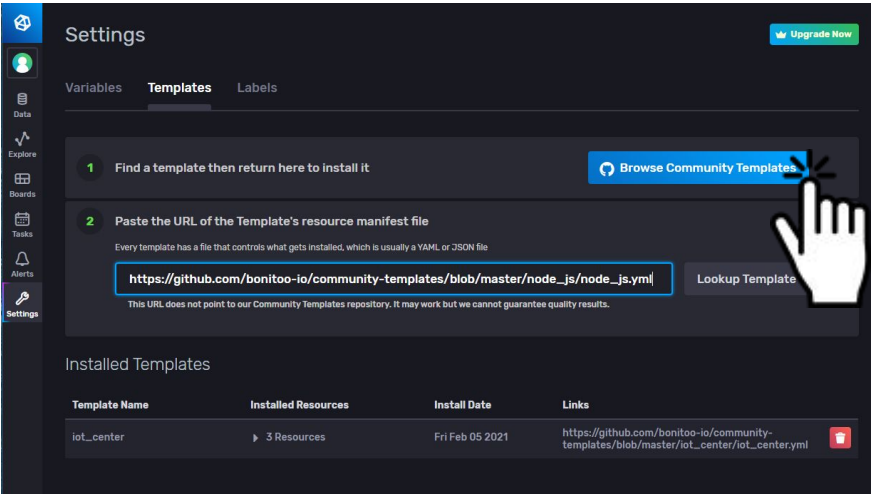 Settings
Upgrade Now
Variables Templates Labels
Data
Explore
Boards
Tasks
Alerts
Settings
1 Find a template then return here to install it
Browse Community Templates
2 Paste the URL of the Template's resource manifest file
Every template has a file that controls what gets installed, which is usually a YAML or JSON file
https://github.com/bonitoo-io/community-templates/blob/master/node_js/node_js.yml
Lookup Template
This URL does not point to our Community Templates repository. It may work but we cannot guarantee quality results.
Installed Templates
Template Name Installed Resources Install Date Links
iot_center 3 Resources Fri Feb 05 2021 https://github.com/bonitoo-io/community-
templates/blob/master/iot_center/iot_center.yml